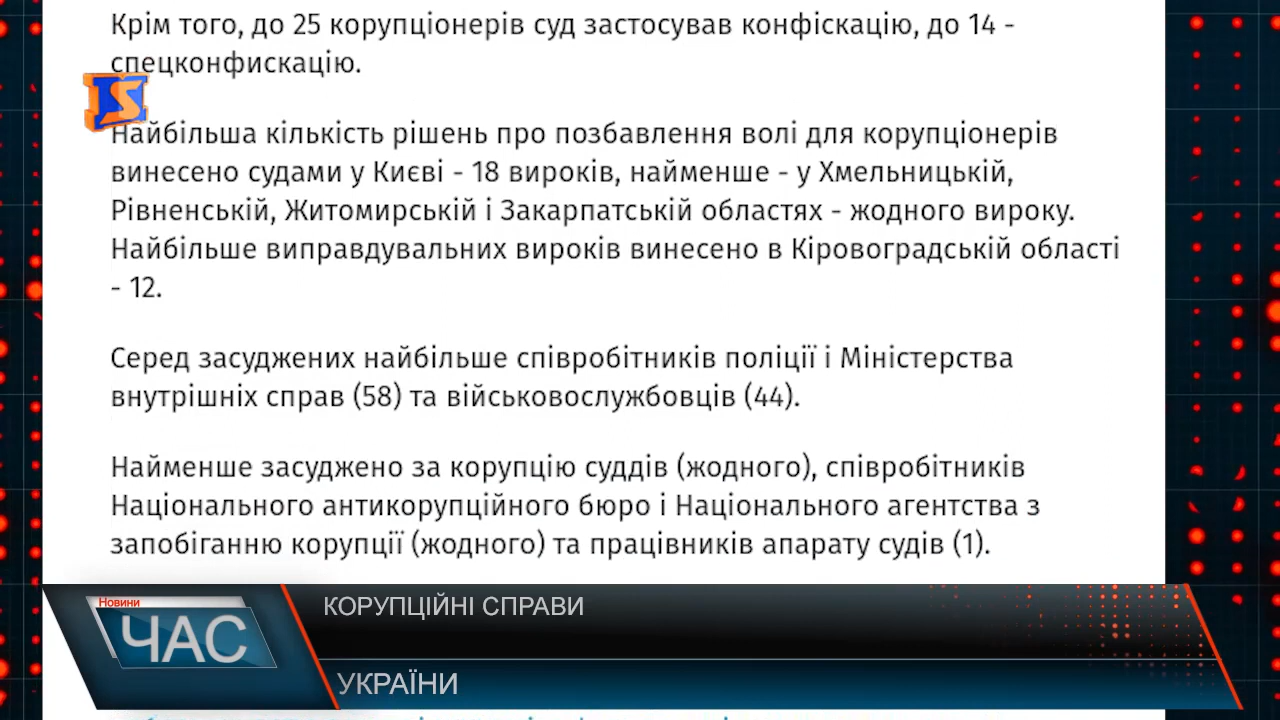 Крім того, до 25 корупціонерів суд застосував конфіскацію, до 14 -
спецконфискацію.
Найбільша кількість рішень про позбавлення волі для корупціонерів
винесено судами у Києві - 18 вироків, найменше - у Хмельницькій,
Рівненській, Житомирській і Закарпатській областях - жодного вироку.
Найбільше виправдувальних вироків винесено в Кіровоградській області
- 12.
Серед засуджених найбільше співробітників поліції і Міністерства
внутрішніх справ (58) та військовослужбовців (44).
Найменше засуджено за корупцію суддів (жодного), співробітників
Національного антикорупційного бюро і Національного агентства з
запобіганню корупції (жодного) та працівників апарату судів (1).
Новини
ЧАС
КОРУПЦІЙНІ СПРАВИ
УКРАЇНИ